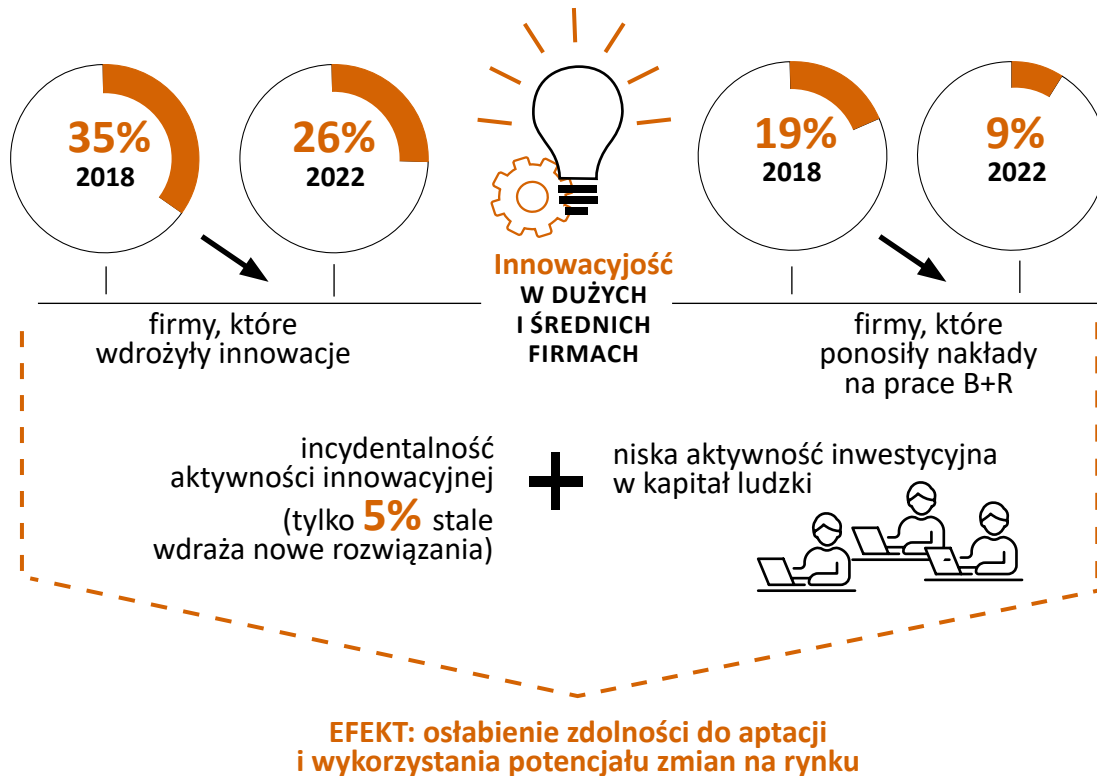 35%
2018
26%
2022
Innowacyjość
W DUŻYCH
I ŚREDNICH
FIRMACH
19%
2018
9%
2022
firmy, które
wdrożyły innowacje
firmy, które
ponosiły nakłady
na prace B+R
incydentalność
aktywności innowacyjnej
(tylko 5% stale
wdraża nowe rozwiązania)
+
niska aktywność inwestycyjna
w kapitał ludzki
EFEKT: osłabienie zdolności do aptacji
i wykorzystania potencjału zmian na rynku